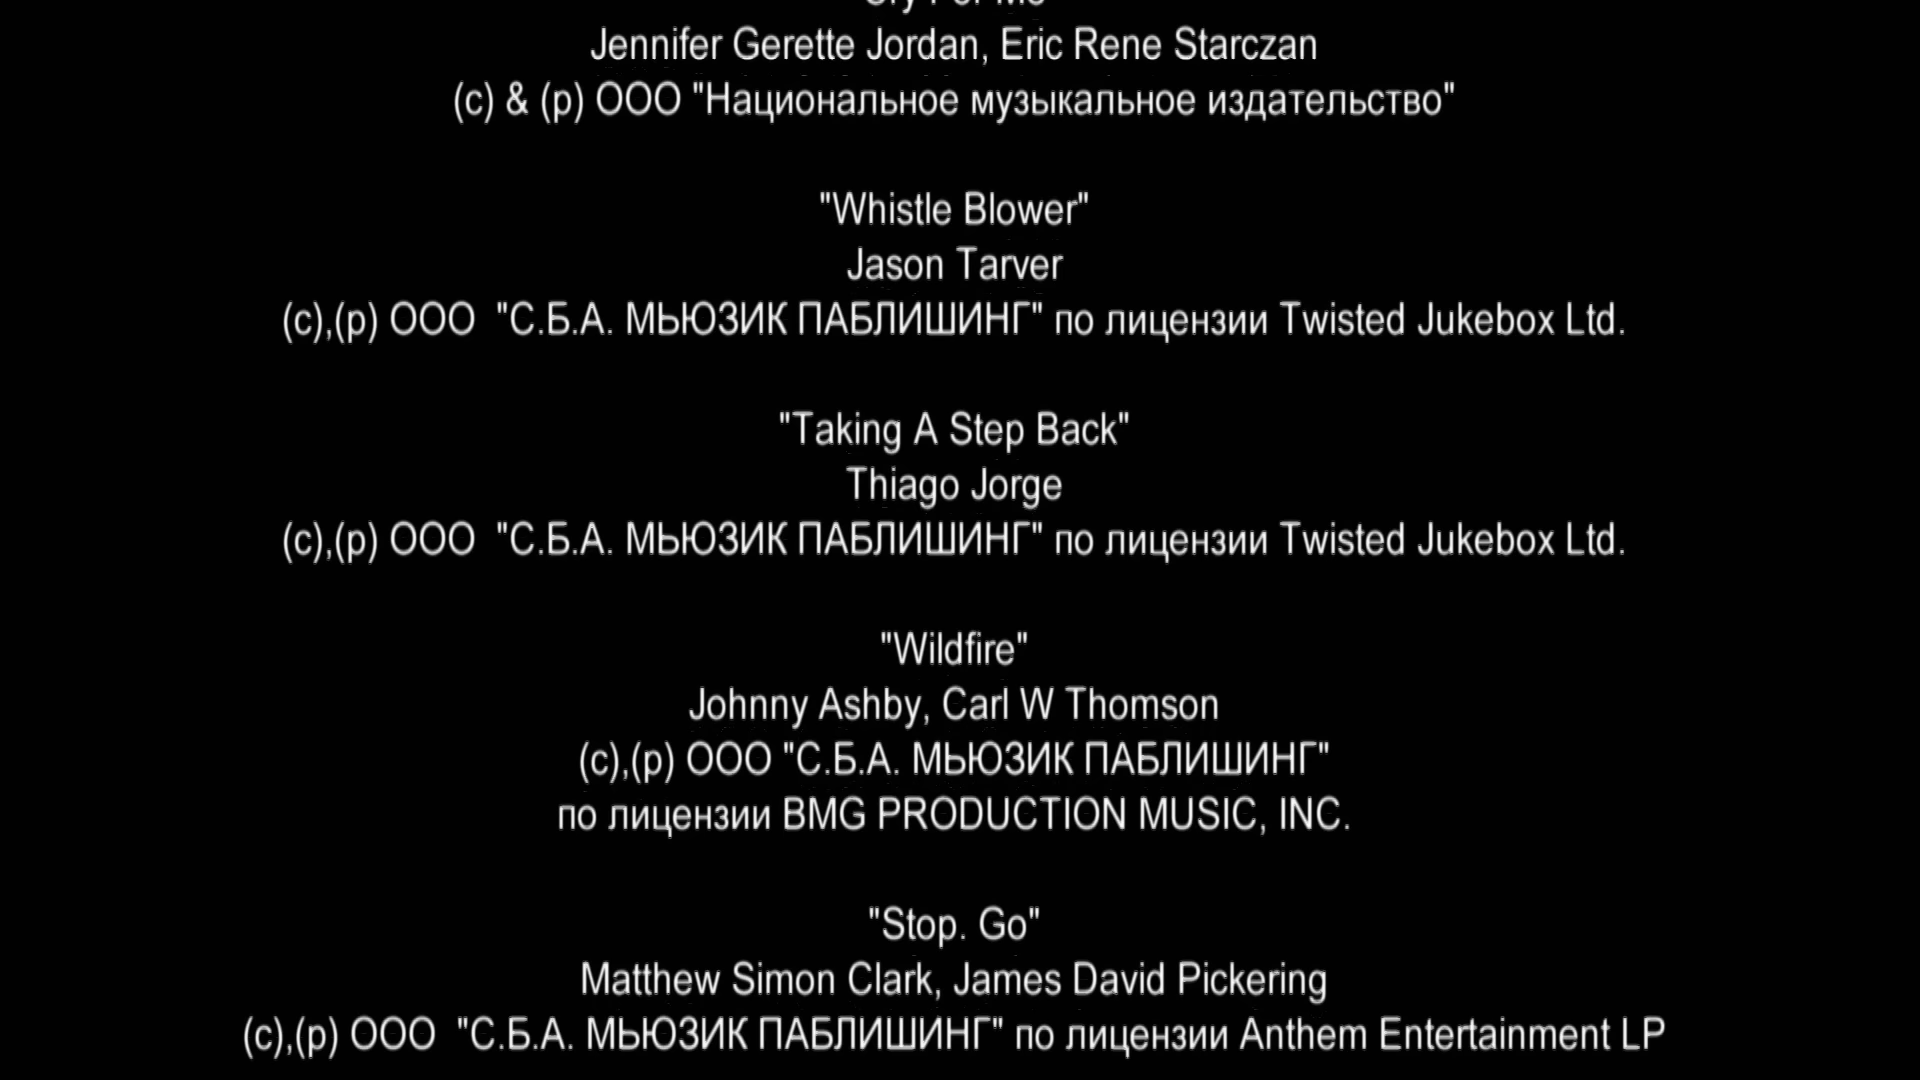 Cry For Me
Jennifer Gerette Jordan, Eric Rene Starczan
(c) & (p) ООО "Национальное музыкальное издательство"
"Whistle Blower"
Jason Tarver
(с),(р) ООО  "С.Б.А. МЬЮЗИК ПАБЛИШИНГ" по лицензии Twisted Jukebox Ltd.
"Taking A Step Back"
Thiago Jorge
(с),(р) ООО  "С.Б.А. МЬЮЗИК ПАБЛИШИНГ" по лицензии Twisted Jukebox Ltd.
"Wildfire"
Johnny Ashby, Carl W Thomson
(с),(р) ООО "С.Б.А. МЬЮЗИК ПАБЛИШИНГ"
по лицензии BMG PRODUCTION MUSIC, INC.
"Stop. Go"
Matthew Simon Clark, James David Pickering
(с),(р) ООО  "С.Б.А. МЬЮЗИК ПАБЛИШИНГ" по лицензии Anthem Entertainment LP